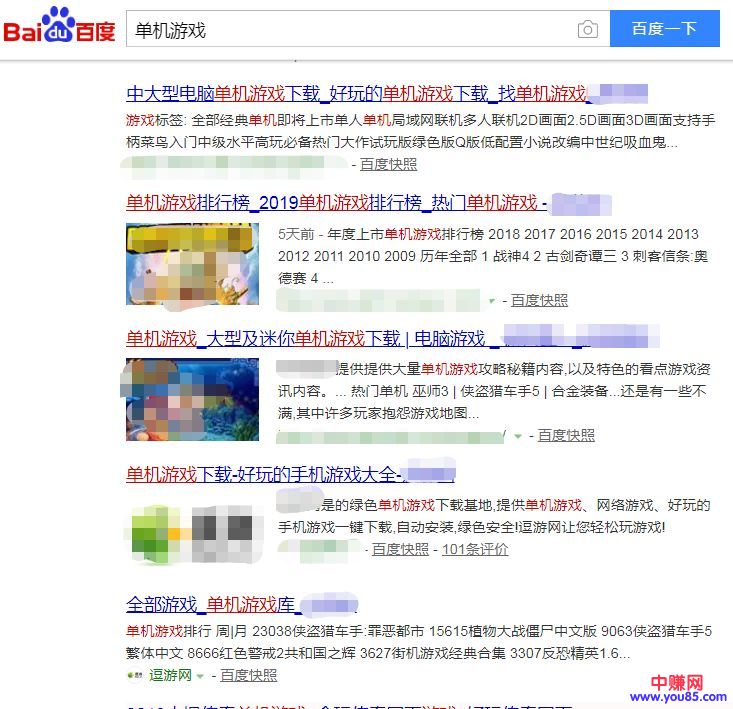 Bai du 百度 单机游戏 百度一下
中大型电脑单机游戏下载_好玩的单机游戏下载_找单机游戏_
游戏标签: 全部经典单机即将上市单人单机局域网联机多人联机2D画面2.5D画面3D画面支持手
柄菜鸟入门中级水平高玩必备热门大作试玩版绿色版Q版低配置小说改编中世纪吸血鬼...
- 百度快照
单机游戏排行榜_2019单机游戏排行榜_热门单机游戏 -
5天前 - 年度上市单机游戏排行榜 2018 2017 2016 2015 2014 2013
2012 2011 2010 2009 历年全部 1 战神4 2 古剑奇谭三 3 刺客信条:奥
德赛 4 ...
- 百度快照
单机游戏_大型及迷你单机游戏下载 | 电脑游戏 _
提供提供大量单机游戏攻略秘籍内容,以及特色的看点游戏资
讯内容。... 热门单机 巫师3 | 侠盗猎车手5 | 合金装备...还是有一些不
满,其中许多玩家抱怨游戏地图...
/ - 百度快照
单机游戏下载-好玩的手机游戏大全-
是的绿色单机游戏下载基地,提供单机游戏、网络游戏、好玩的
手机游戏一键下载,自动安装,绿色安全!逗游网让您轻松玩游戏!
- 百度快照 - 101条评价
全部游戏_单机游戏库_
单机游戏排行 周|月 23038侠盗猎车手:罪恶都市 15615植物大战僵尸中文版 9063侠盗猎车手5
繁体中文 8666红色警戒2共和国之辉 3627街机游戏经典合集 3307反恐精英1.6...
逗游网 - 百度快照
中赚网
www.you85.com